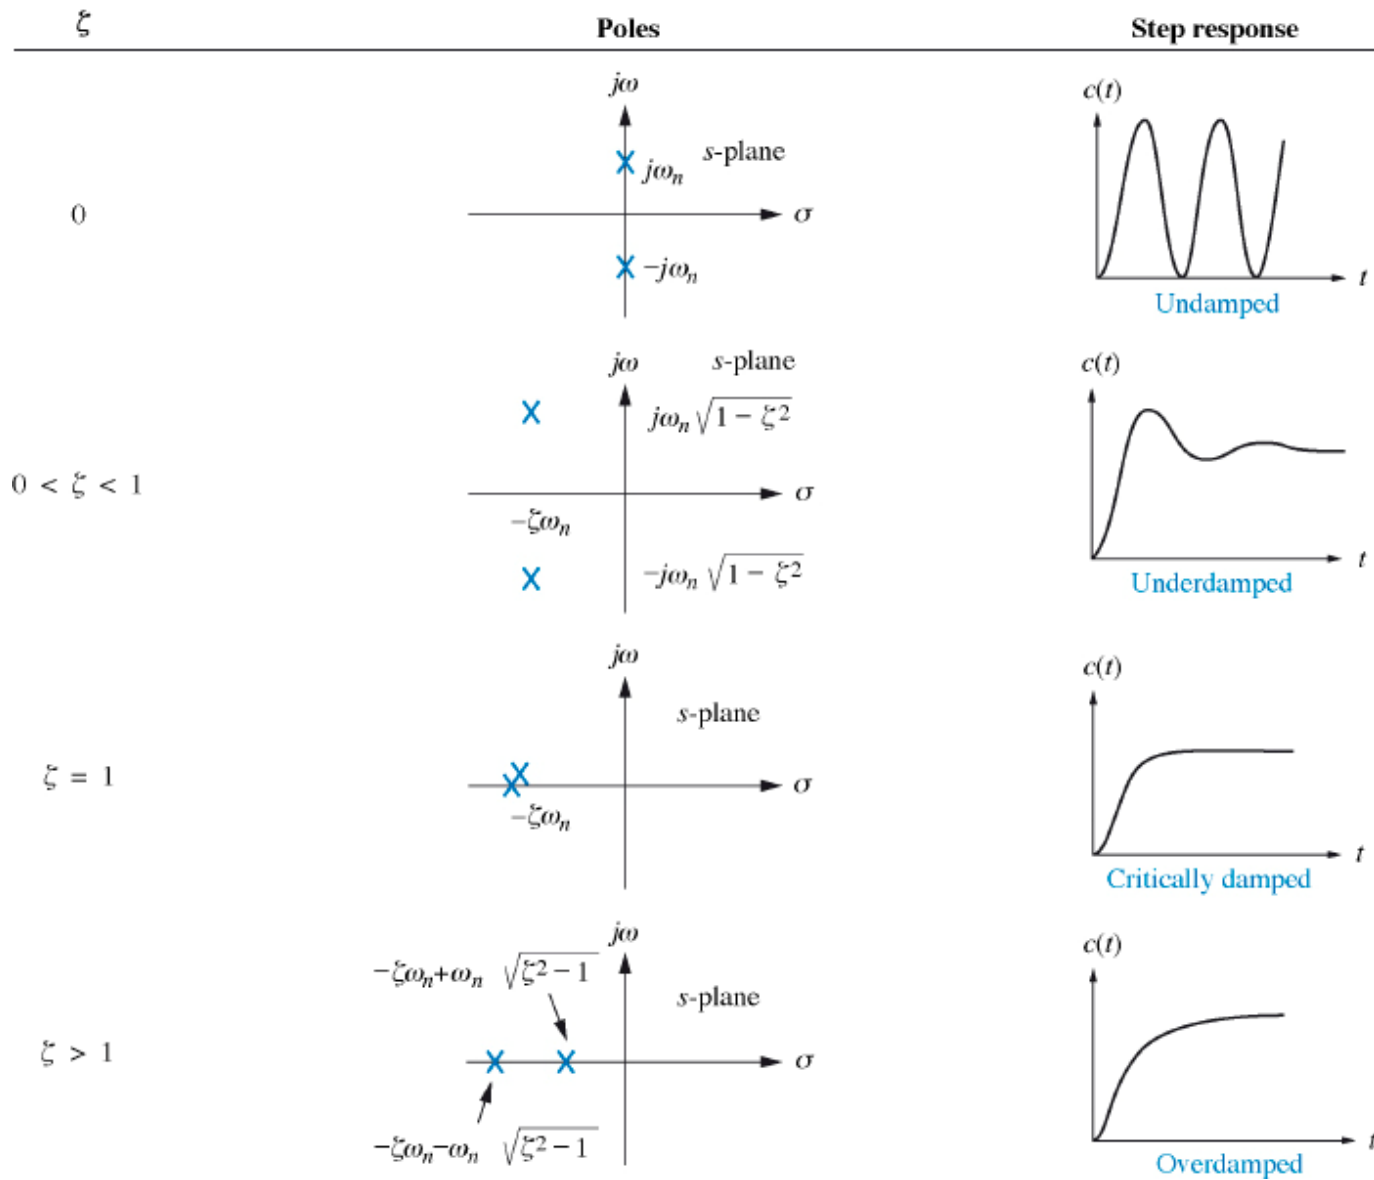 ζ Poles Step response
0
jω
s-plane
jωₙ
σ
−jωₙ
c(t)
t
Undamped
0 < ζ < 1
jω
s-plane
jωₙ √(1 − ζ²)
σ
−ζωₙ
−jωₙ √(1 − ζ²)
c(t)
t
Underdamped
ζ = 1
jω
s-plane
σ
−ζωₙ
c(t)
t
Critically damped
ζ > 1
jω
−ζωₙ+ωₙ √(ζ² − 1)
s-plane
σ
−ζωₙ−ωₙ √(ζ² − 1)
c(t)
t
Overdamped